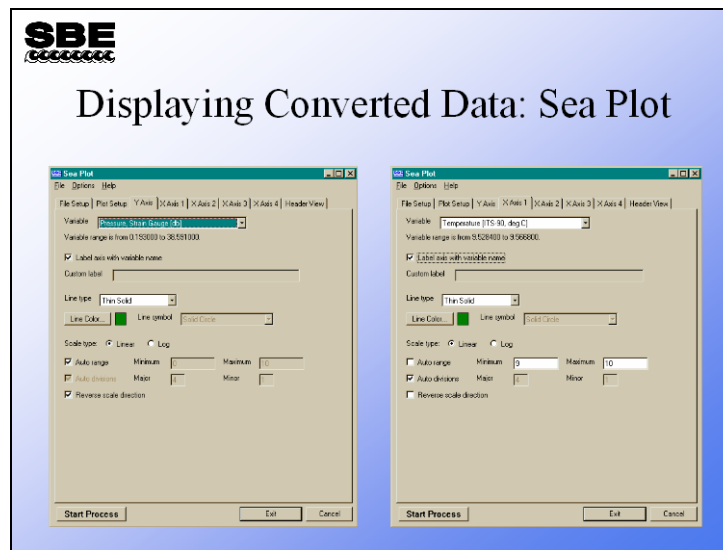 SBE
Displaying Converted Data: Sea Plot
Sea Plot
File Options Help
File Setup Plot Setup Y Axis X Axis 1 X Axis 2 X Axis 3 X Axis 4 Header View
Variable Pressure, Strain Gauge [db]
Variable range is from 0.193000 to 38.591000.
Label axis with variable name
Custom label
Line type Thin Solid
Line Color... Line symbol Solid Circle
Scale type: Linear Log
Auto range Minimum 0 Maximum 10
Auto divisions Major 4 Minor 1
Reverse scale direction
Start Process Exit Cancel
Sea Plot
File Options Help
File Setup Plot Setup Y Axis X Axis 1 X Axis 2 X Axis 3 X Axis 4 Header View
Variable Temperature [ITS-90, deg C]
Variable range is from 9.528400 to 9.566800.
Label axis with variable name
Custom label
Line type Thin Solid
Line Color... Line symbol Solid Circle
Scale type: Linear Log
Auto range Minimum 9 Maximum 10
Auto divisions Major 4 Minor 1
Reverse scale direction
Start Process Exit Cancel